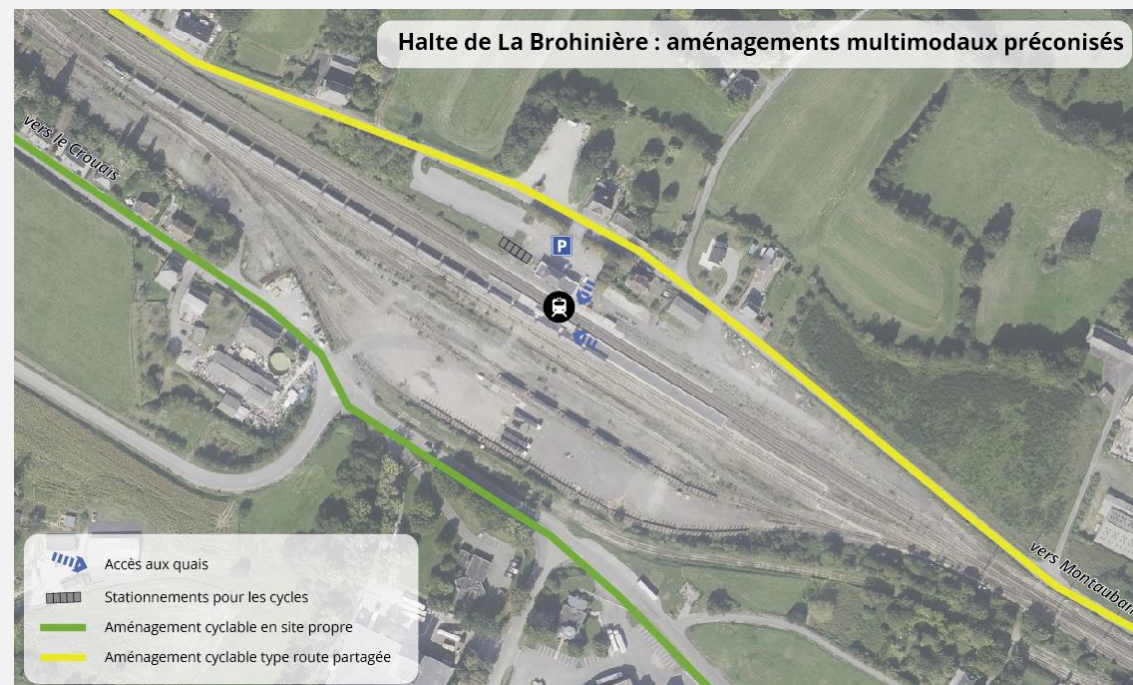 Halte de La Brohinière : aménagements multimodaux préconisés
vers le Crouais
P
vers Montauban
Accès aux quais
Stationnements pour les cycles
Aménagement cyclable en site propre
Aménagement cyclable type route partagée